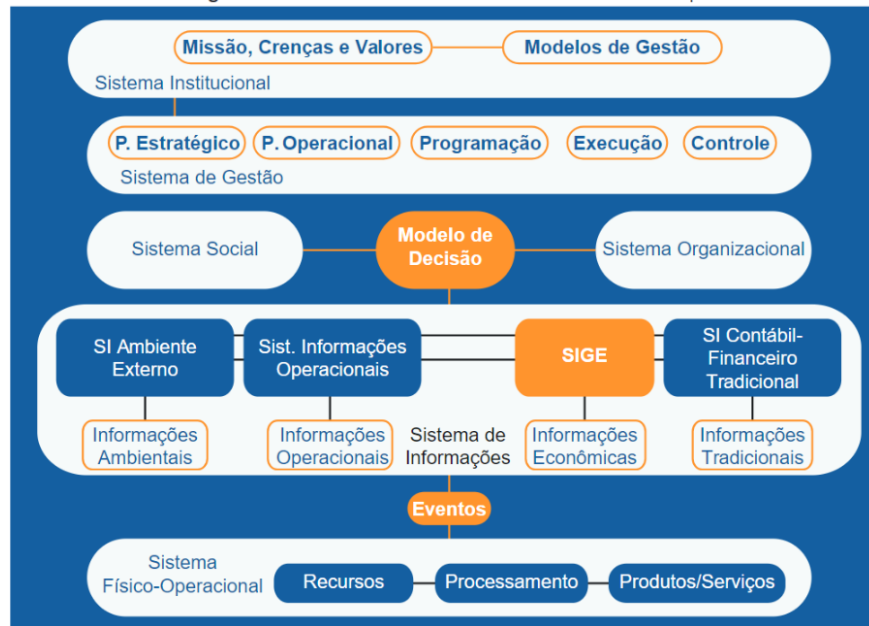 Missão, Crenças e Valores
Modelos de Gestão
Sistema Institucional
P. Estratégico
P. Operacional
Programação
Execução
Controle
Sistema de Gestão
Sistema Social
Modelo de
Decisão
Sistema Organizacional
SI Ambiente
Externo
Sist. Informações
Operacionais
SIGE
SI Contábil-
Financeiro
Tradicional
Informações
Ambientais
Informações
Operacionais
Sistema de
Informações
Informações
Econômicas
Informações
Tradicionais
Eventos
Sistema
Físico-Operacional
Recursos
Processamento
Produtos/Serviços